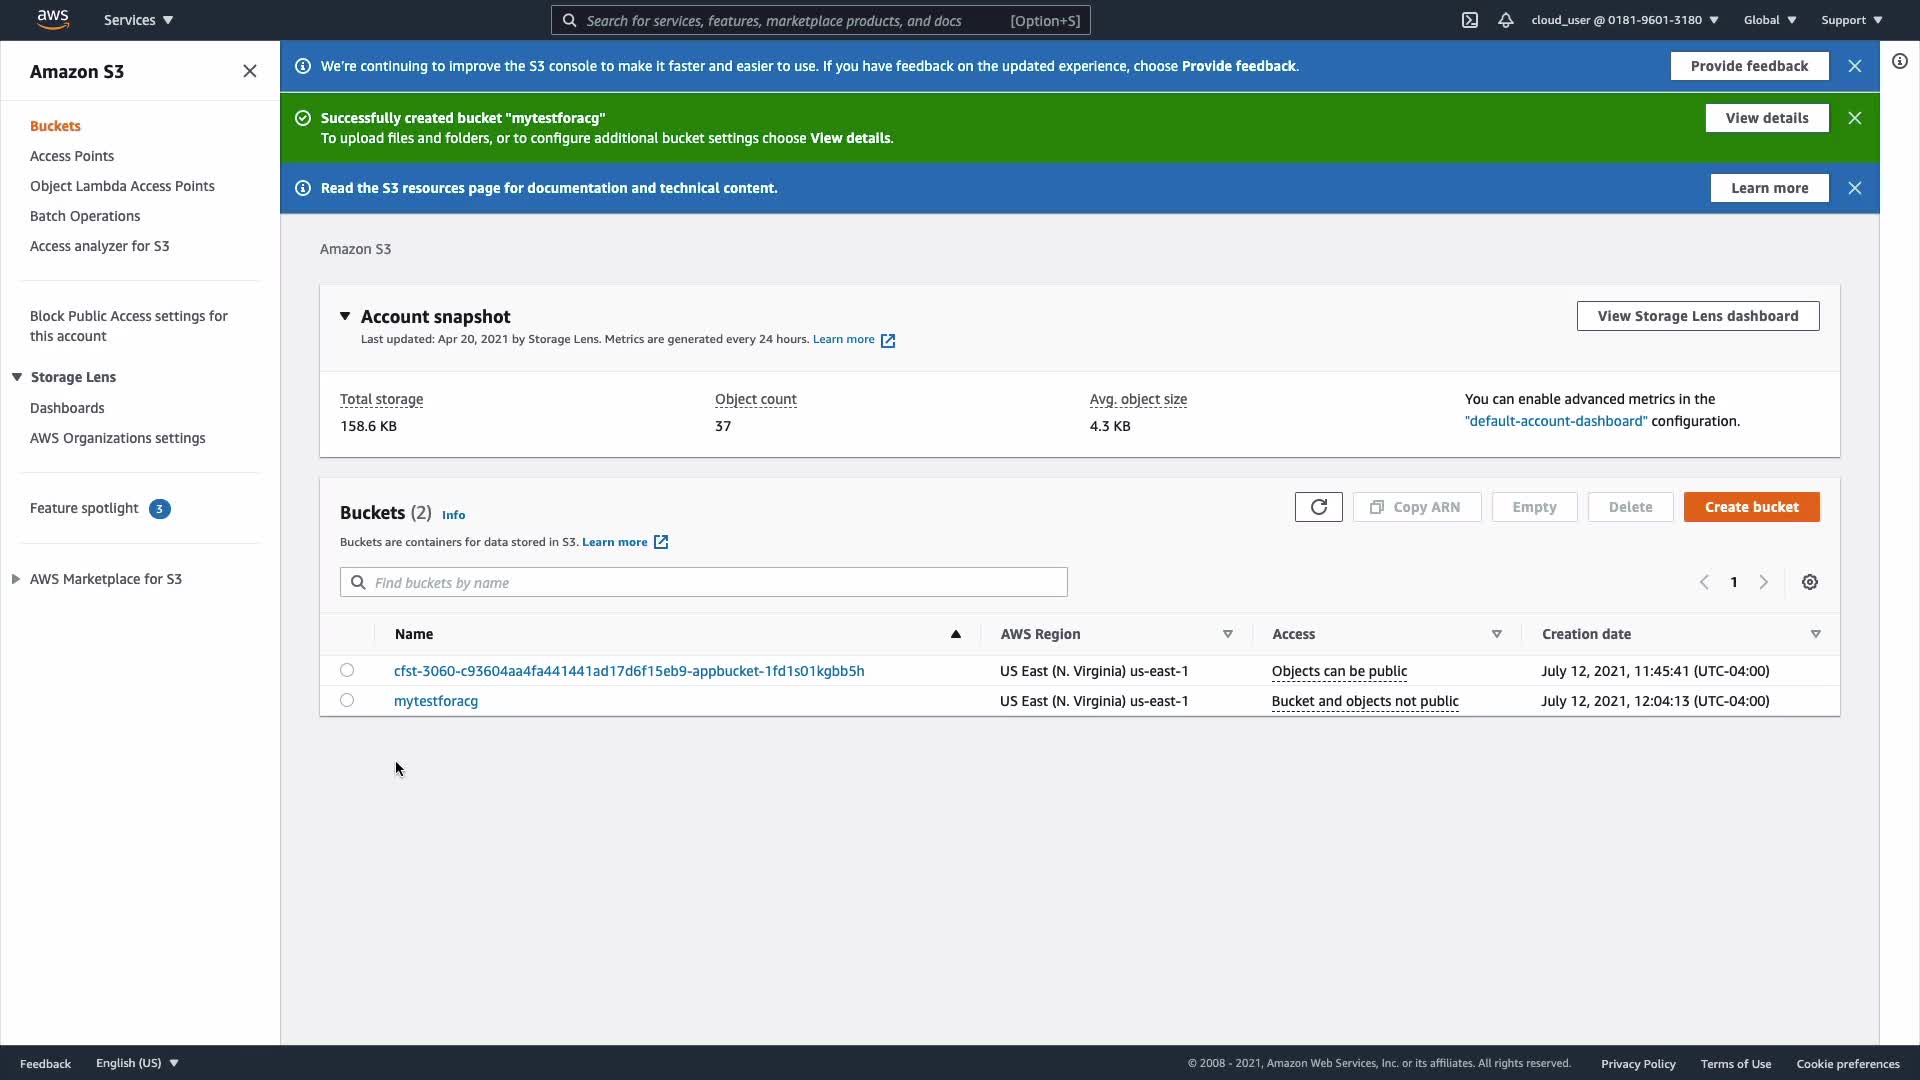 aws
Services
Search for services, features, marketplace products, and docs [Option+S]
cloud_user @ 0181-9601-3180
Global
Support
Amazon S3
Buckets
Access Points
Object Lambda Access Points
Batch Operations
Access analyzer for S3
Block Public Access settings for
this account
Storage Lens
Dashboards
AWS Organizations settings
Feature spotlight 3
AWS Marketplace for S3
We're continuing to improve the S3 console to make it faster and easier to use. If you have feedback on the updated experience, choose Provide feedback.
Provide feedback
Successfully created bucket "mytestforacg"
To upload files and folders, or to configure additional bucket settings choose View details.
View details
Read the S3 resources page for documentation and technical content.
Learn more
Amazon S3
Account snapshot
Last updated: Apr 20, 2021 by Storage Lens. Metrics are generated every 24 hours. Learn more
View Storage Lens dashboard
Total storage
158.6 KB
Object count
37
Avg. object size
4.3 KB
You can enable advanced metrics in the
"default-account-dashboard" configuration.
Buckets (2) Info
Buckets are containers for data stored in S3. Learn more
Copy ARN
Empty
Delete
Create bucket
Find buckets by name
1
Name AWS Region Access Creation date
cfst-3060-c93604aa4fa441441ad17d6f15eb9-appbucket-1fd1s01kgbb5h US East (N. Virginia) us-east-1 Objects can be public July 12, 2021, 11:45:41 (UTC-04:00)
mytestforacg US East (N. Virginia) us-east-1 Bucket and objects not public July 12, 2021, 12:04:13 (UTC-04:00)
Feedback
English (US)
© 2008 - 2021, Amazon Web Services, Inc. or its affiliates. All rights reserved.
Privacy Policy
Terms of Use
Cookie preferences